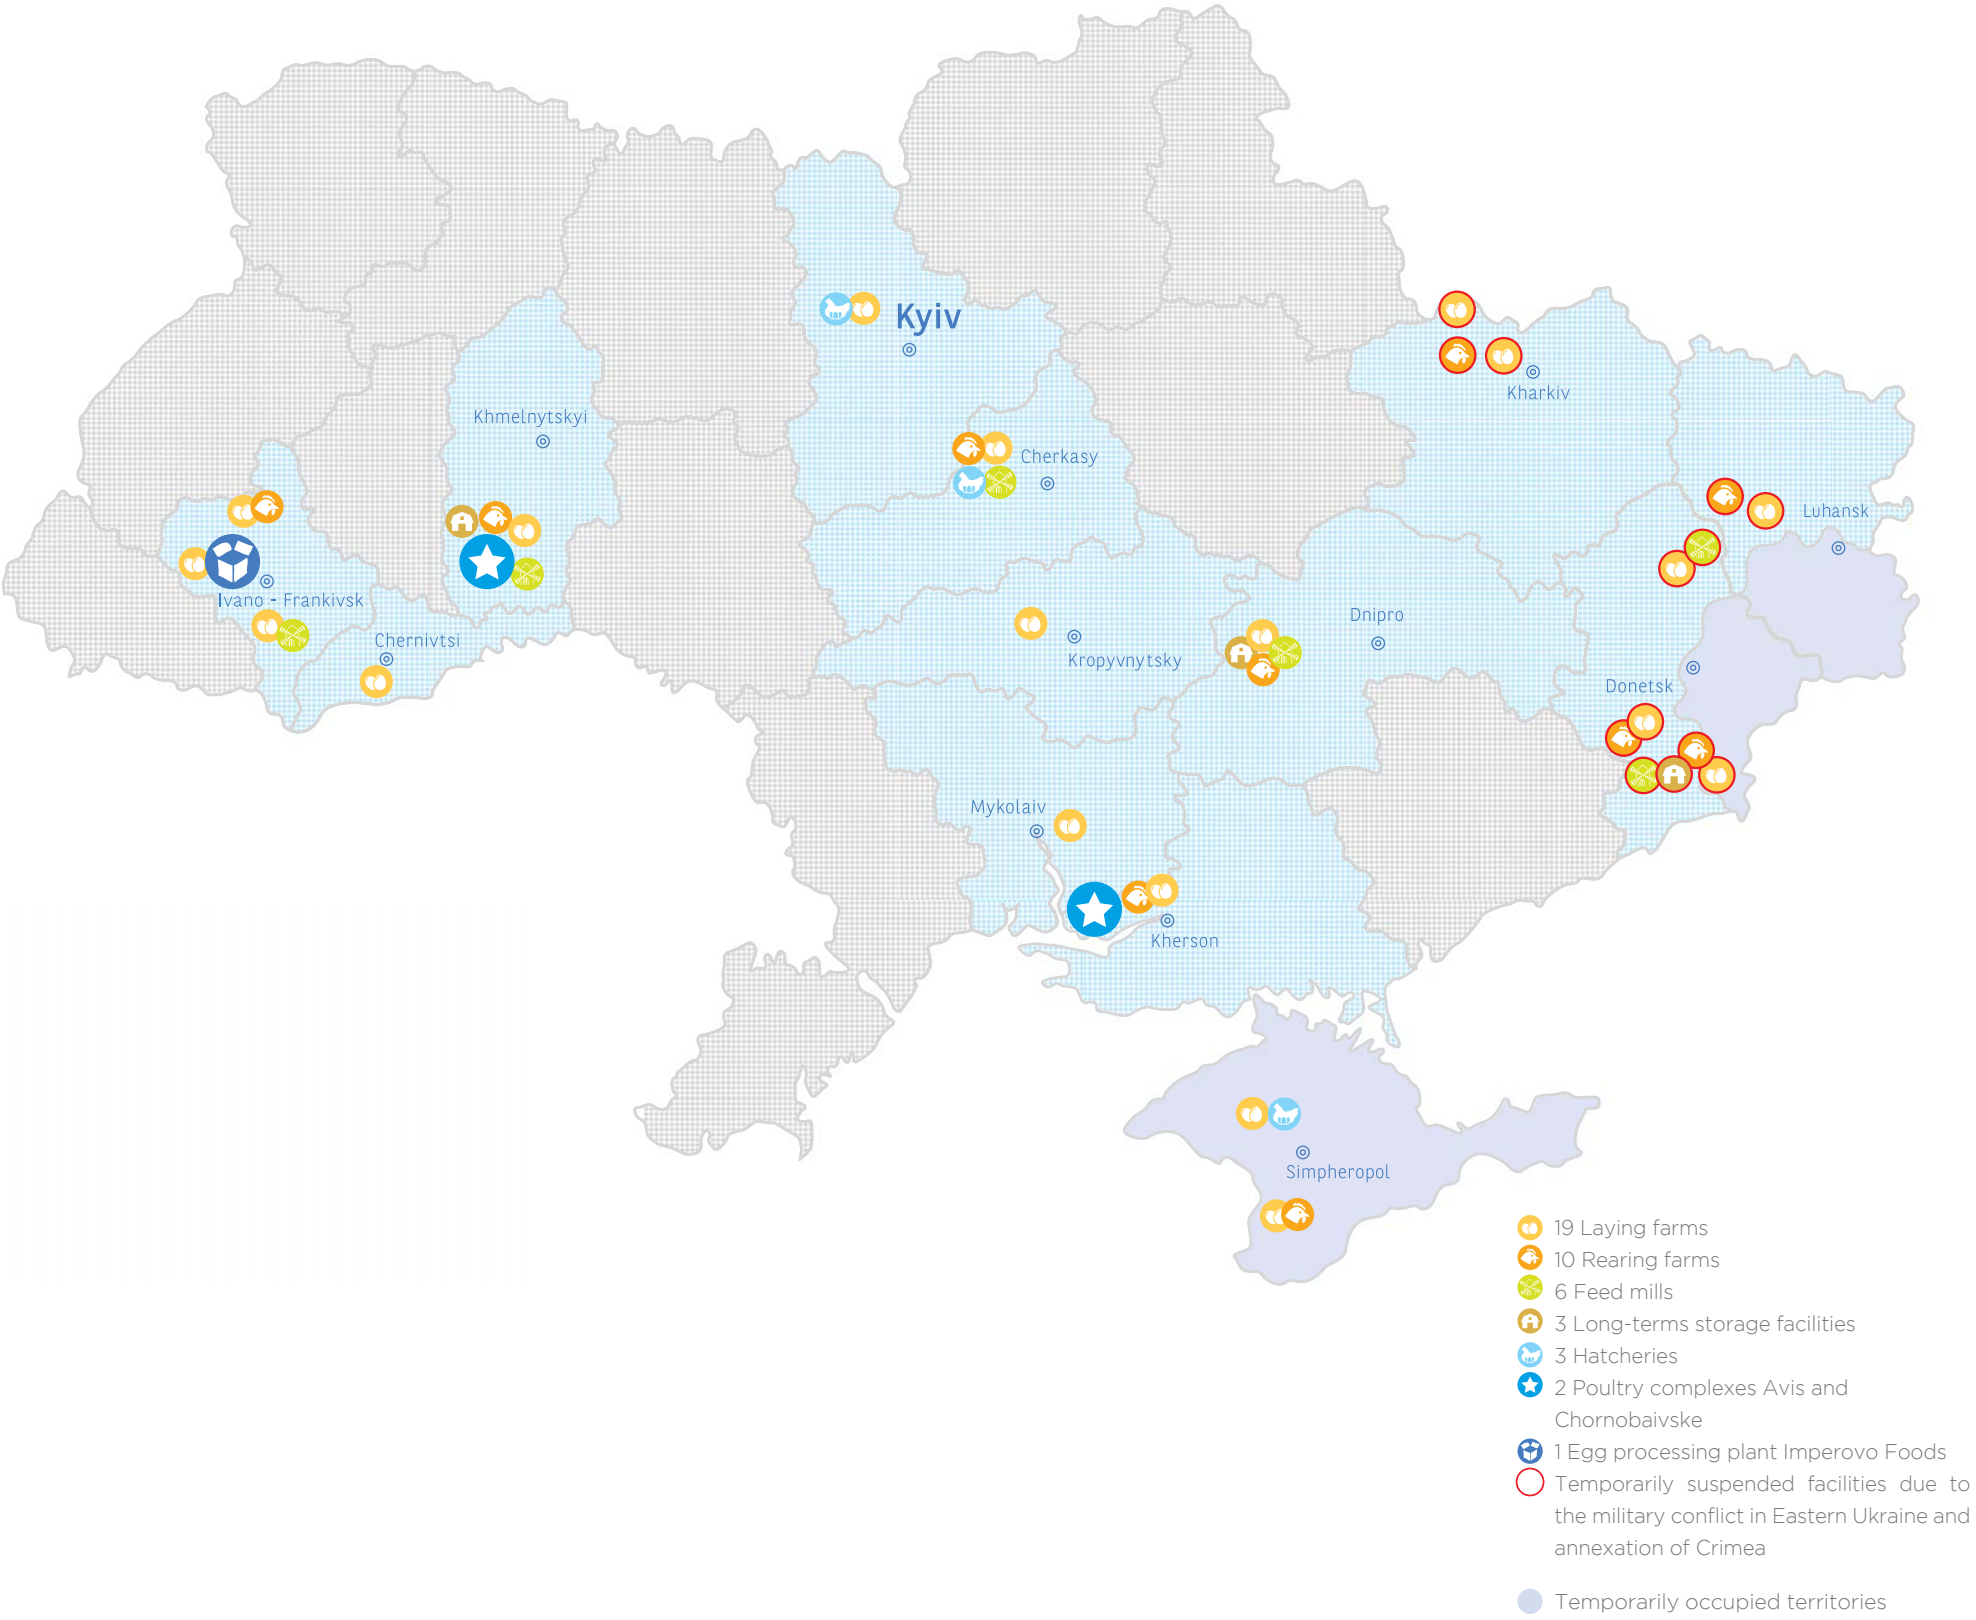 Kyiv
Kharkiv
Khmelnytskyi
Cherkasy
Luhansk
Ivano - Frankivsk
Dnipro
Chernivtsi
Kropyvnytsky
Donetsk
Mykolaiv
Kherson
Simpheropol
19 Laying farms
10 Rearing farms
6 Feed mills
3 Long-terms storage facilities
3 Hatcheries
2 Poultry complexes Avis and
Chornobaivske
1 Egg processing plant Imperovo Foods
Temporarily suspended facilities due to
the military conflict in Eastern Ukraine and
annexation of Crimea
Temporarily occupied territories